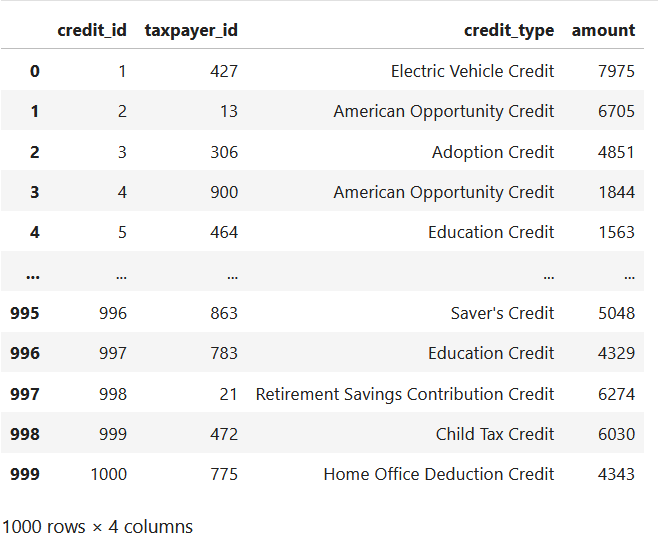 credit_id taxpayer_id credit_type amount
0 1 427 Electric Vehicle Credit 7975
1 2 13 American Opportunity Credit 6705
2 3 306 Adoption Credit 4851
3 4 900 American Opportunity Credit 1844
4 5 464 Education Credit 1563
... ... ... ... ...
995 996 863 Saver's Credit 5048
996 997 783 Education Credit 4329
997 998 21 Retirement Savings Contribution Credit 6274
998 999 472 Child Tax Credit 6030
999 1000 775 Home Office Deduction Credit 4343
1000 rows × 4 columns